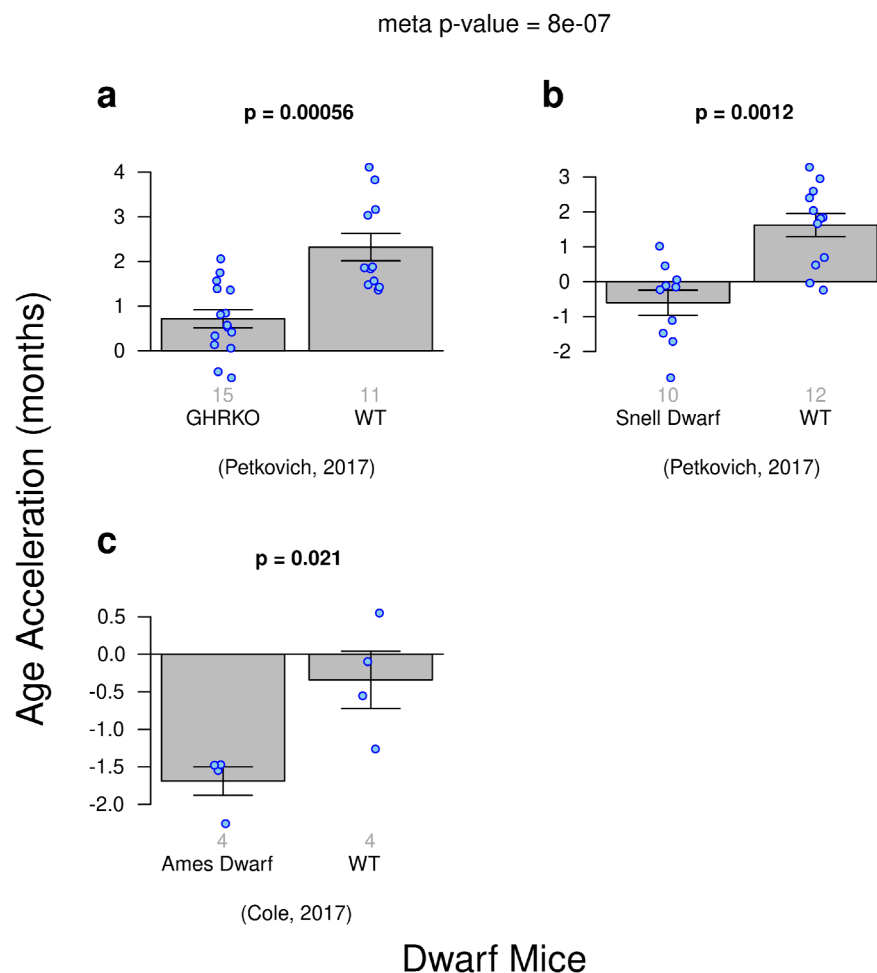 meta p-value = 8e-07
a
p = 0.00056
4
3
2
1
0
15
11
GHRKO
WT
(Petkovich, 2017)
b
p = 0.0012
3
2
1
0
-1
-2
10
12
Snell Dwarf
WT
(Petkovich, 2017)
Age Acceleration (months)
c
p = 0.021
0.5
0.0
-0.5
-1.0
-1.5
-2.0
4
4
Ames Dwarf
WT
(Cole, 2017)
Dwarf Mice